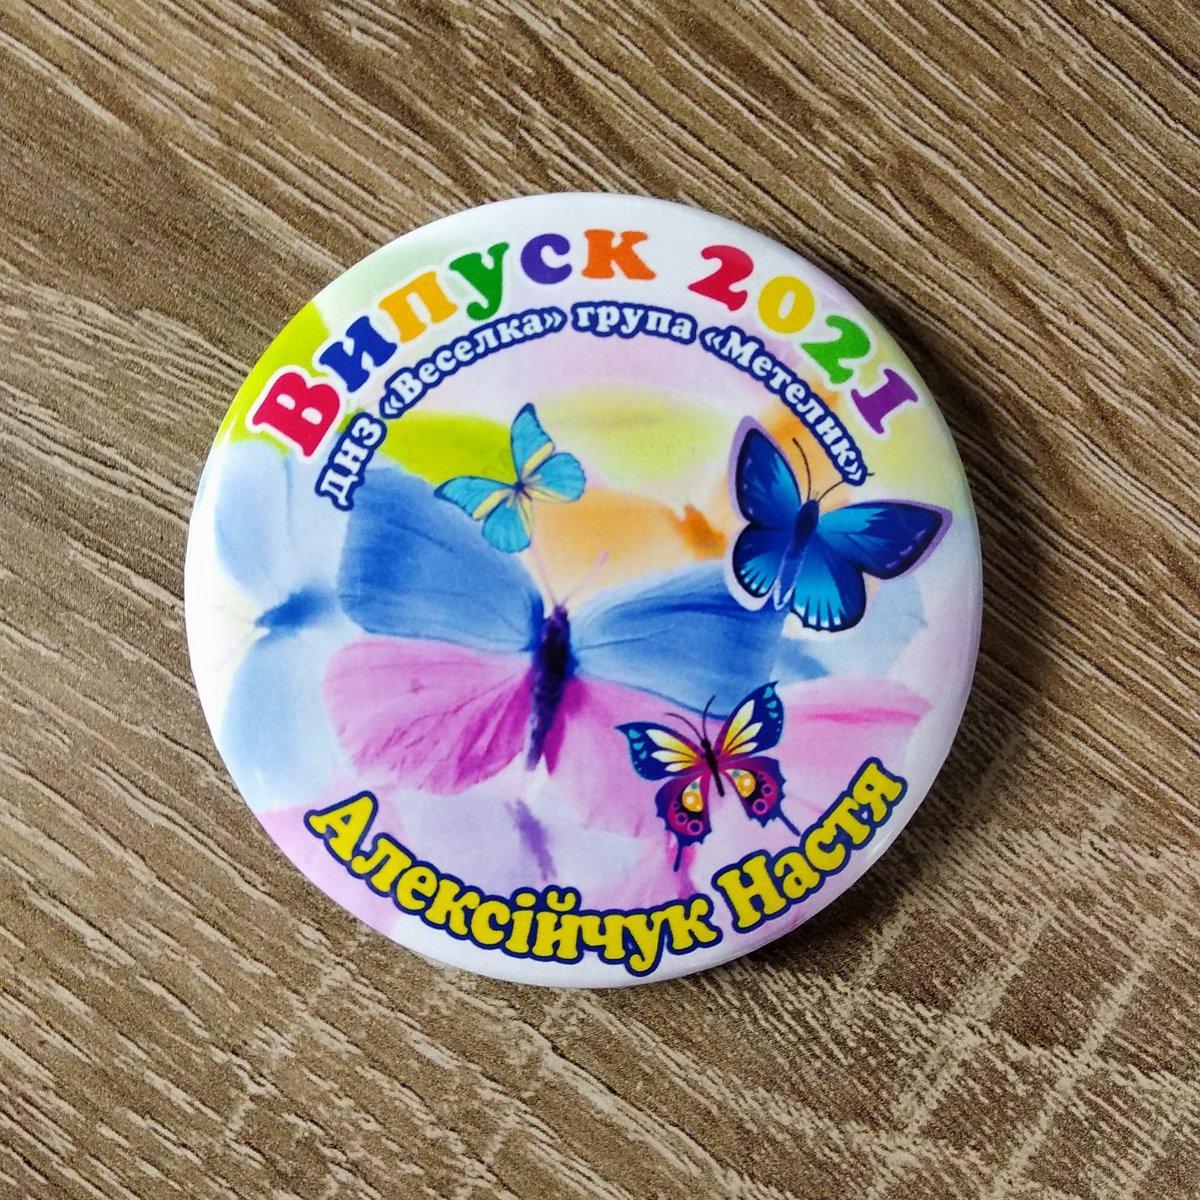 Випуск 2021
днз «Веселка» група «Метелик»
Алексійчук Настя